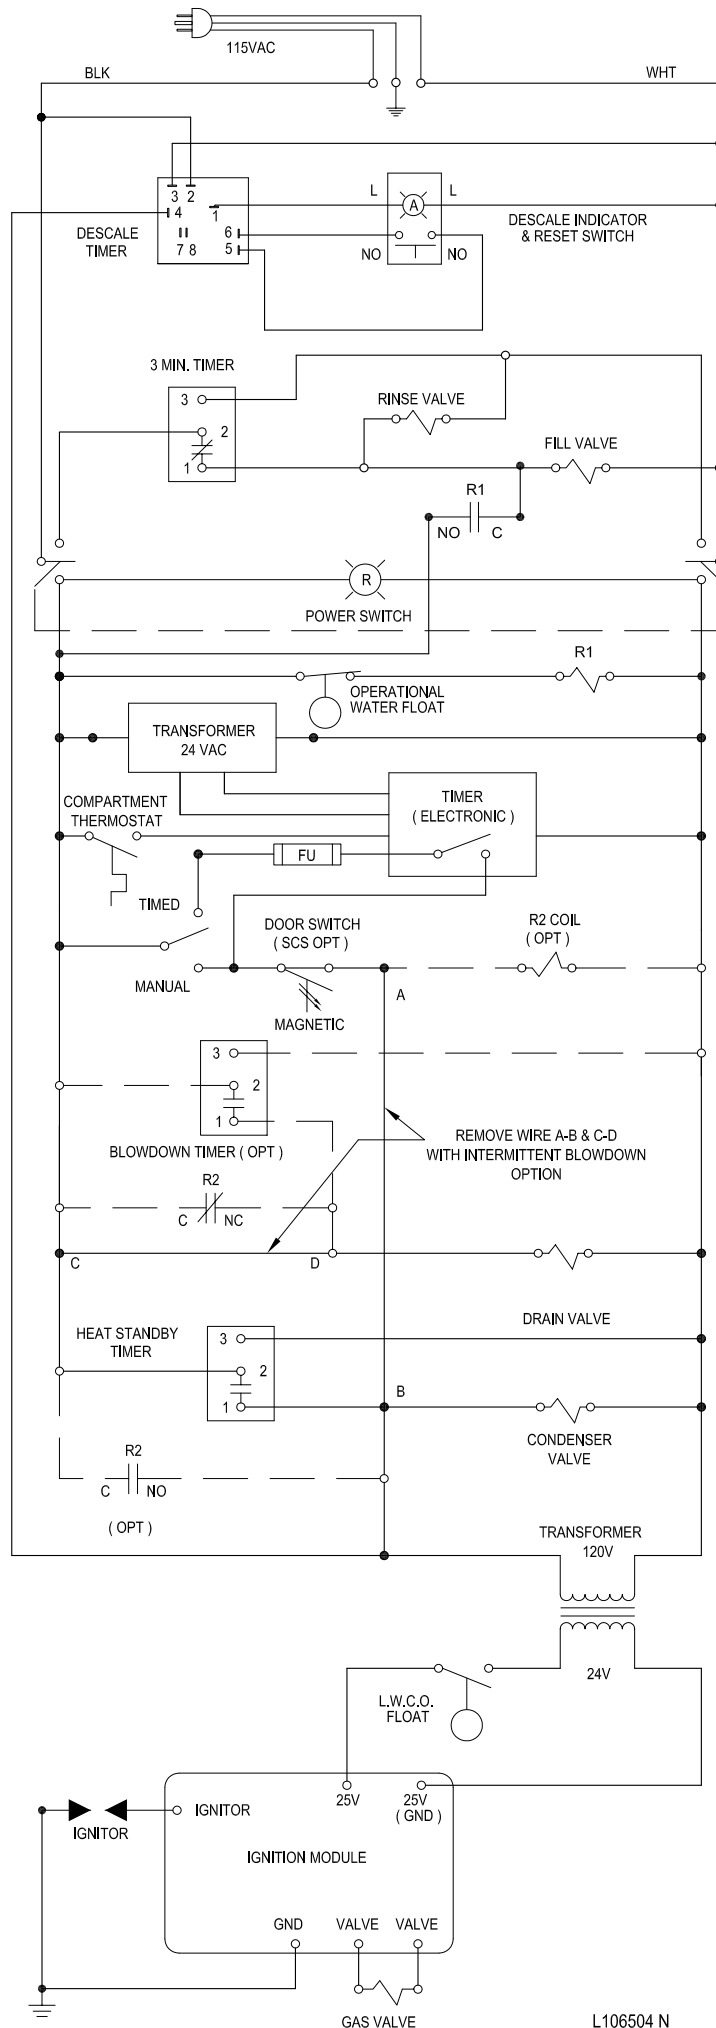 115VAC
BLK
WHT
3 2
4
1
6
7 8
5
DESCALE
TIMER
L
A
L
NO
NO
DESCALE INDICATOR
& RESET SWITCH
3 MIN. TIMER
3
2
1
RINSE VALVE
FILL VALVE
R1
NO
C
R
POWER SWITCH
R1
OPERATIONAL
WATER FLOAT
TRANSFORMER
24 VAC
TIMER
( ELECTRONIC )
COMPARTMENT
THERMOSTAT
FU
TIMED
DOOR SWITCH
( SCS OPT )
R2 COIL
( OPT )
MANUAL
A
MAGNETIC
3
2
1
BLOWDOWN TIMER ( OPT )
REMOVE WIRE A-B & C-D
WITH INTERMITTENT BLOWDOWN
OPTION
R2
C
NC
C
D
DRAIN VALVE
HEAT STANDBY
TIMER
3
2
1
B
CONDENSER
VALVE
R2
C
NO
( OPT )
TRANSFORMER
120V
24V
L.W.C.O.
FLOAT
25V
25V
( GND )
IGNITOR
IGNITOR
IGNITION MODULE
GND
VALVE
VALVE
GAS VALVE
L106504 N